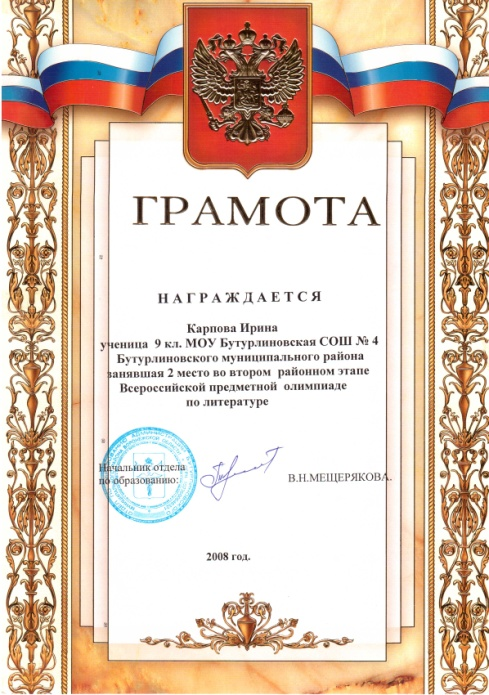 ГРАМОТА
НАГРАЖДАЕТСЯ
Карпова Ирина
ученица 9 кл. МОУ Бутурлиновская СОШ № 4
Бутурлиновского муниципального района
занявшая 2 место во втором районном этапе
Всероссийской предметной олимпиаде
по литературе
Начальник отдела
по образованию:
В.Н.МЕЩЕРЯКОВА.
2008 год.